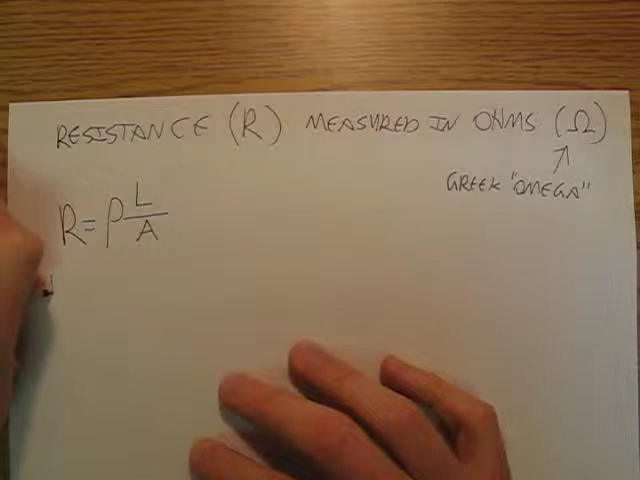 RESISTANCE (R) MEASURED IN OHMS (Ω)
GREEK "OMEGA"
R = ρ L/A